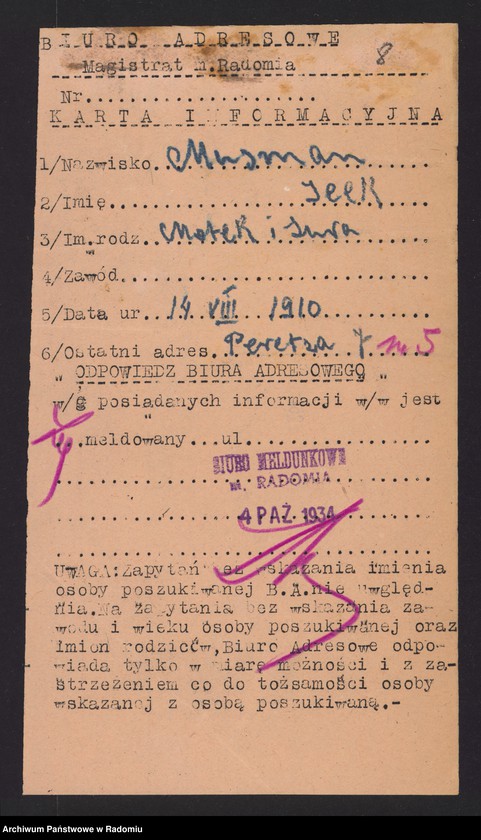 8
BIURO ADRESOWE
Magistrat m.Radomia
Nr.
KARTA INFORMACYJNA
1/Nazwisko. Musman
2/Imię. Icek
3/Im.rodz. Motek i Sura
4/Zawód.
5/Data ur. 14 VIII 1910
6/Ostatni adres. Peretza 7 m. 5
" ODPOWIEDZ BIURA ADRESOWEGO "
w/g posiadanych informacji w/w jest
meldowany...ul.
BIURO MELDUNKOWE
m. RADOMIA
4 PAŹ. 1934
UWAGA:Zapytań bez wskazania imienia
osoby poszukiwanej B.A.nie uwględ-
nia.Na zapytania bez wskazania za-
wodu i wieku osoby poszukiwanej oraz
imion rodziców,Biuro Adresowe odpo-
wiada tylko w miarę możności i z za-
strzeżeniem co do tożsamości osoby
wskazanej z osobą poszukiwaną.-
Archiwum Państwowe w Radomiu